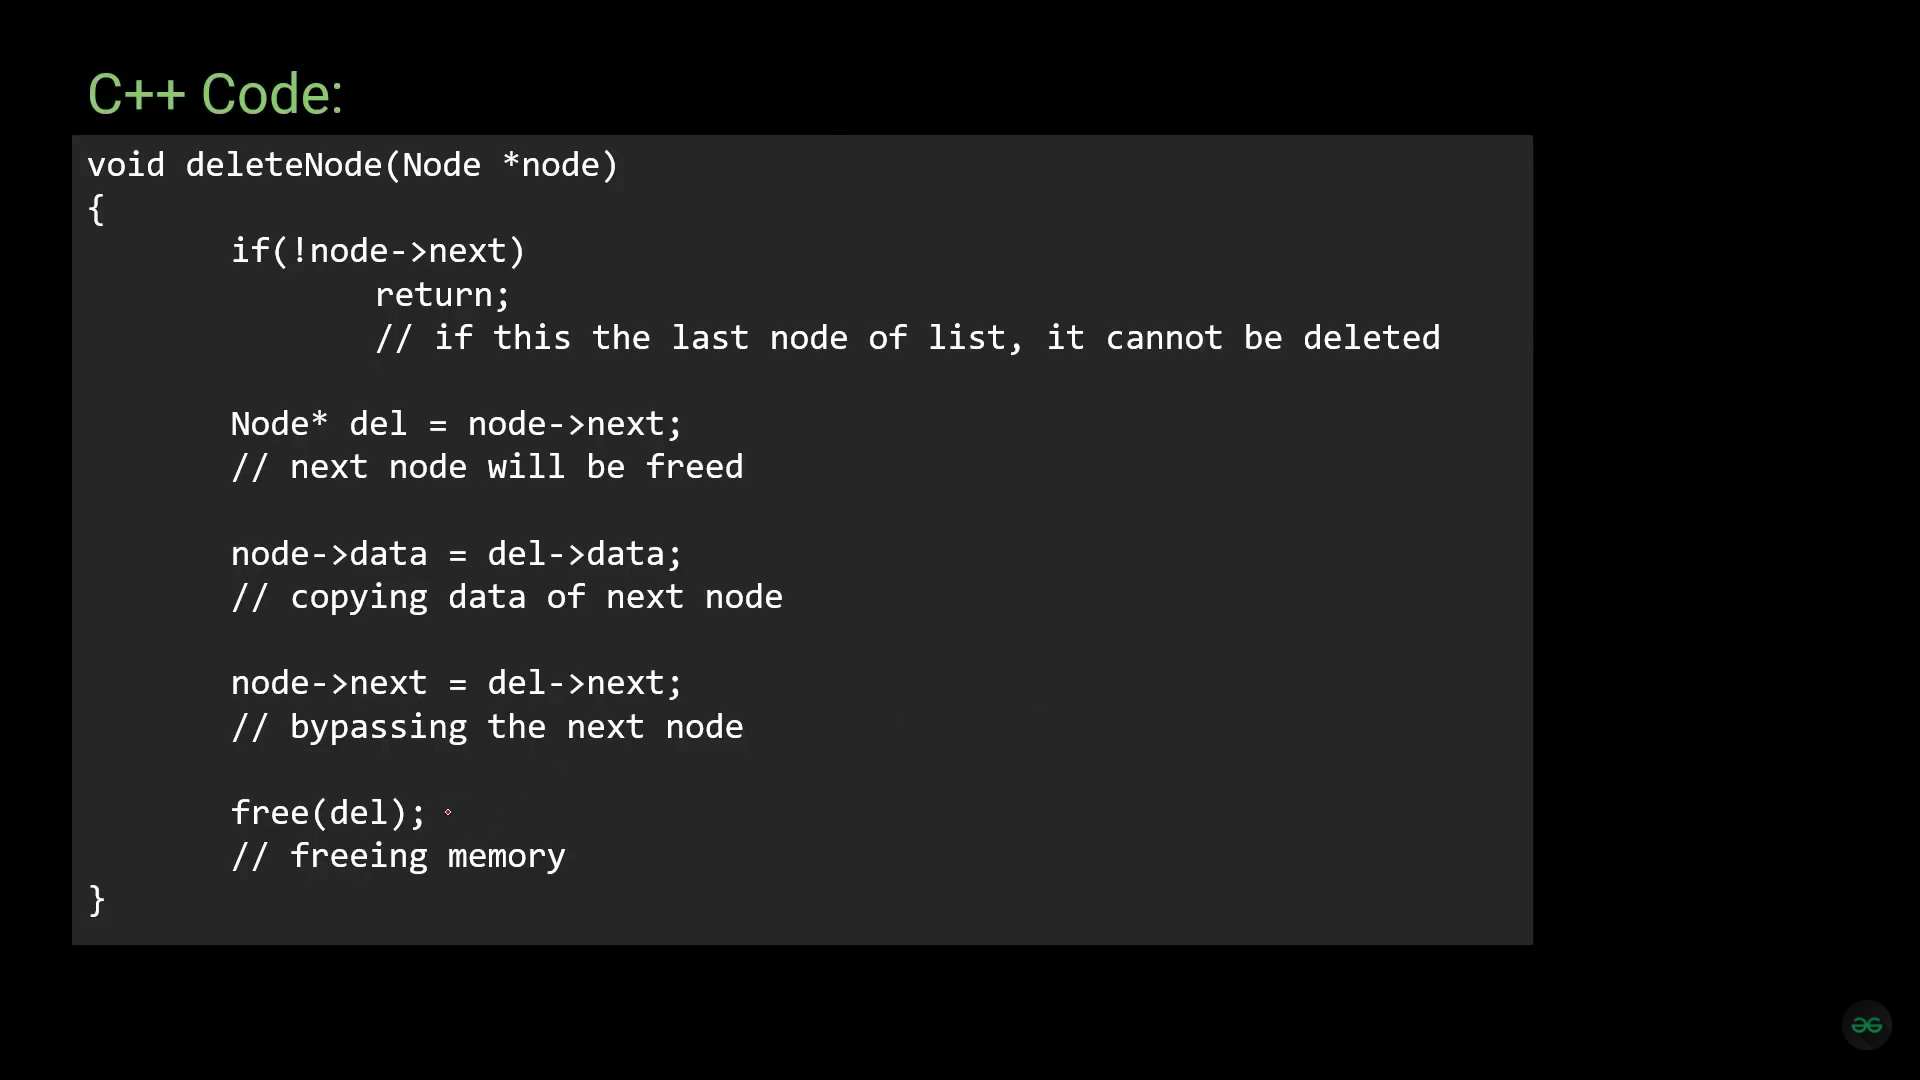 C++ Code:
void deleteNode(Node *node)
{
if(!node->next)
return;
// if this the last node of list, it cannot be deleted
Node* del = node->next;
// next node will be freed
node->data = del->data;
// copying data of next node
node->next = del->next;
// bypassing the next node
free(del);
// freeing memory
}